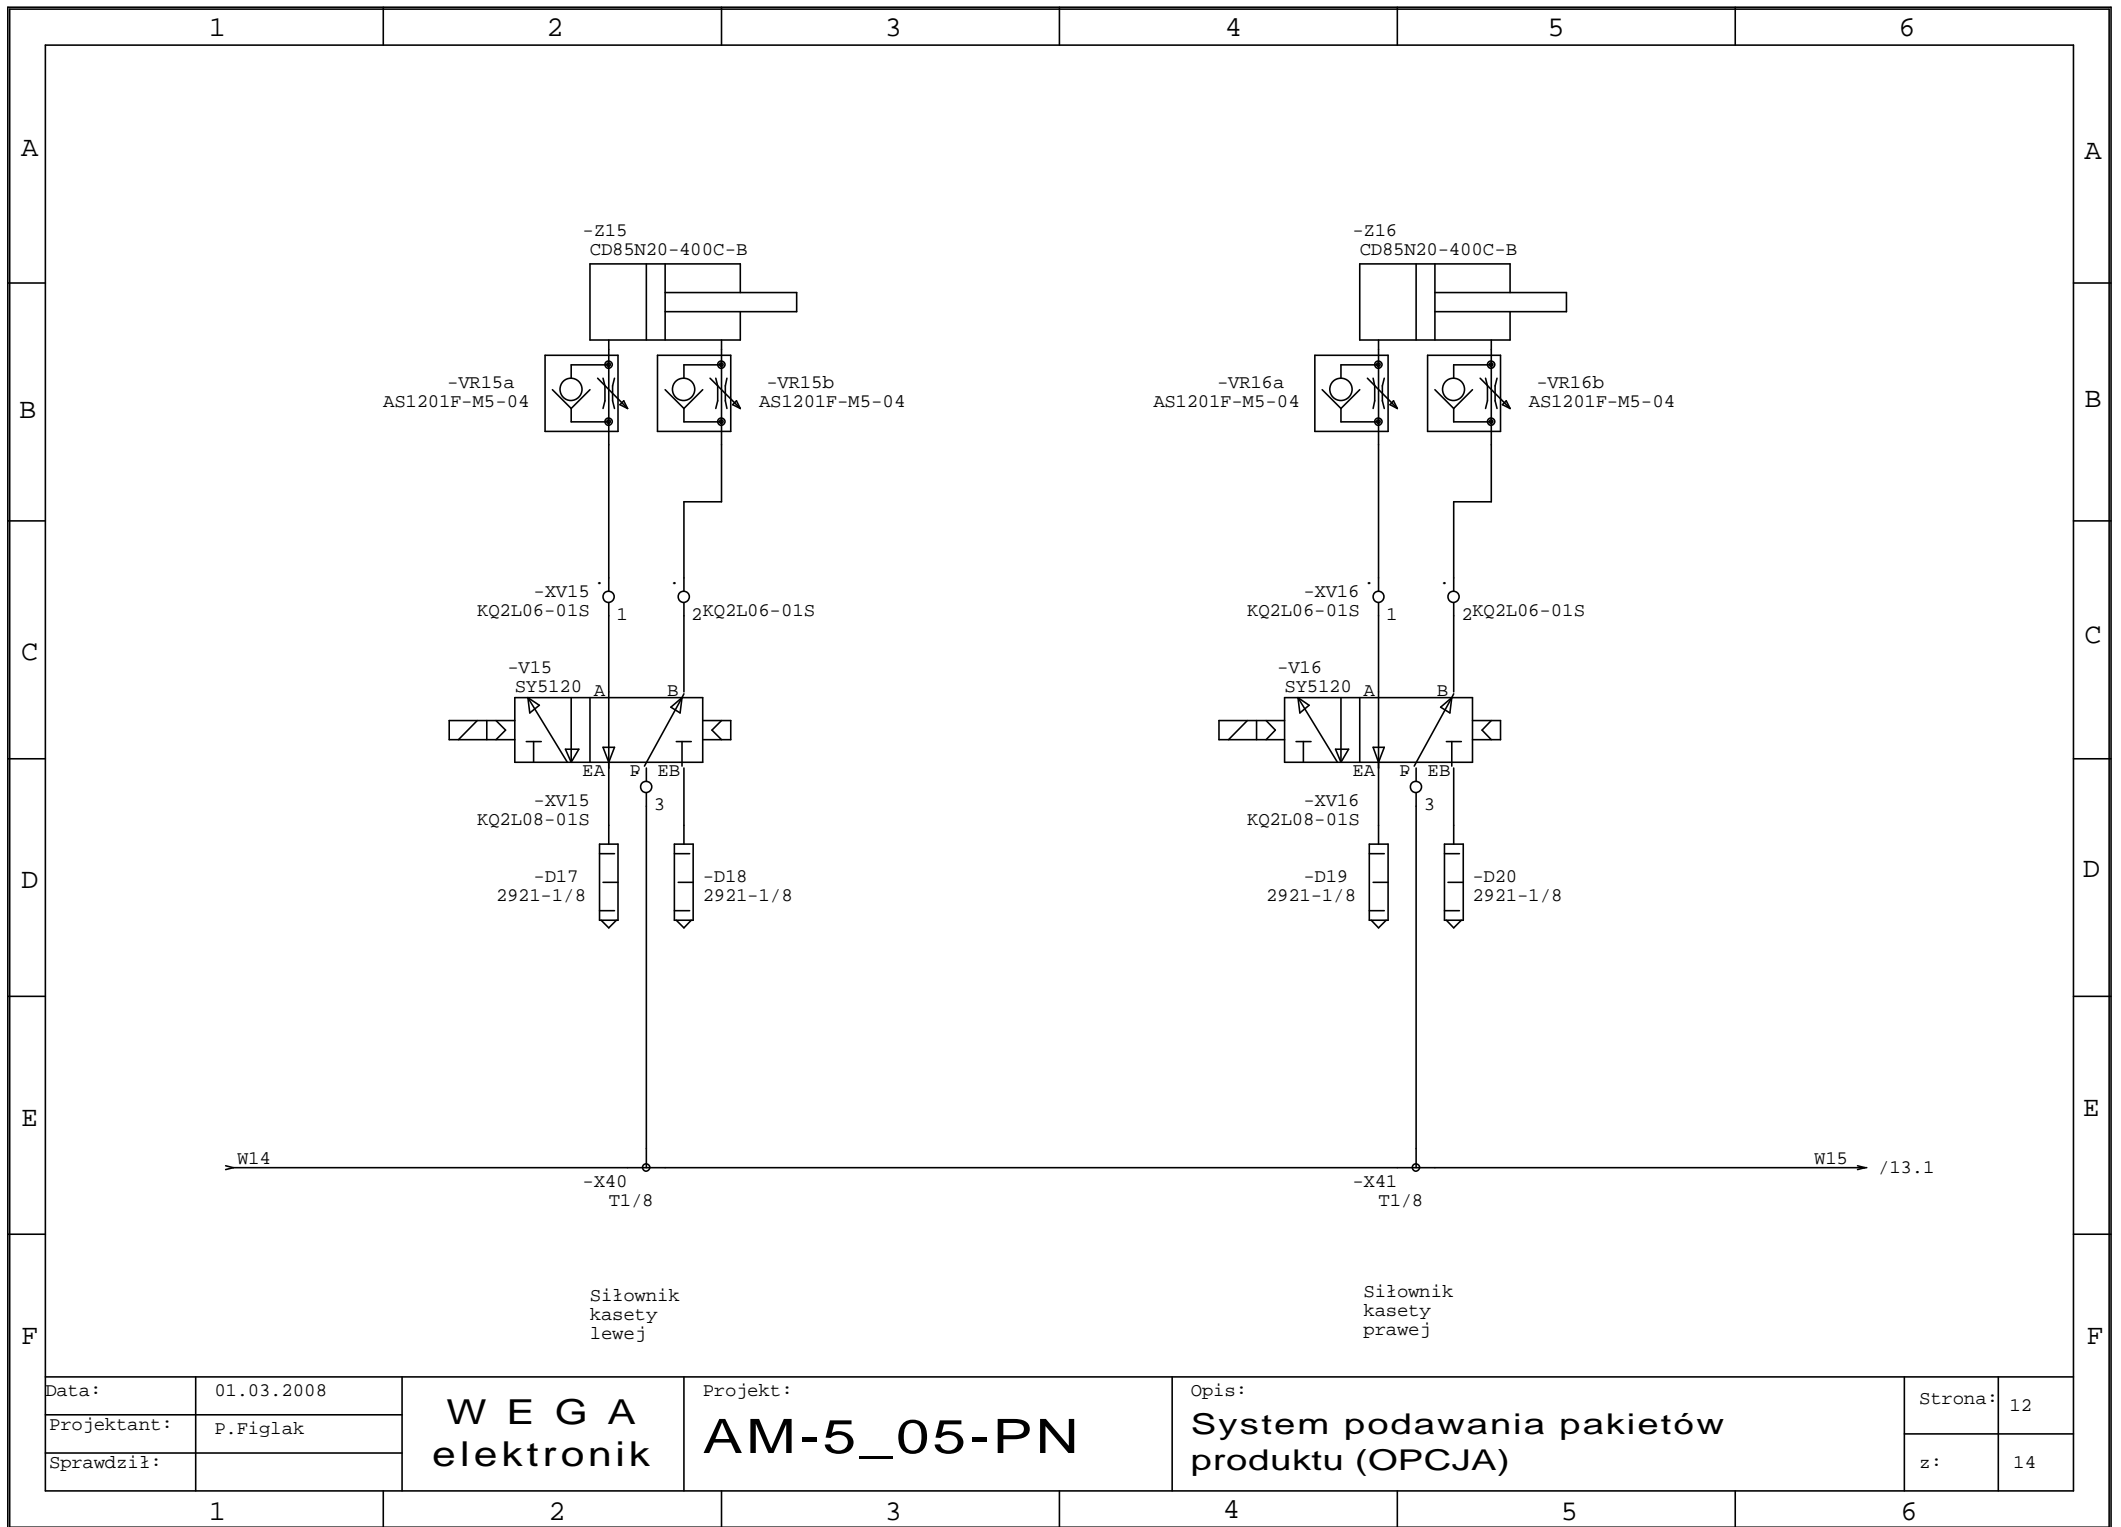 1 2 3 4 5 6
A A
-Z15
CD85N20-400C-B
-Z16
CD85N20-400C-B
-VR15a
AS1201F-M5-04
-VR15b
AS1201F-M5-04
-VR16a
AS1201F-M5-04
-VR16b
AS1201F-M5-04
B B
-XV15
KQ2L06-01S
1
2KQ2L06-01S
-XV16
KQ2L06-01S
1
2KQ2L06-01S
C C
-V15
SY5120
A B
-V16
SY5120
A B
EA P EB
EA P EB
-XV15
KQ2L08-01S
3
-XV16
KQ2L08-01S
3
D D
-D17
2921-1/8
-D18
2921-1/8
-D19
2921-1/8
-D20
2921-1/8
E E
W14
W15 /13.1
-X40
T1/8
-X41
T1/8
Siłownik
kasety
lewej
Siłownik
kasety
prawej
F F
Data: 01.03.2008
Projektant: P.Figlak
Sprawdził:
W E G A
elektronik
Projekt:
AM-5_05-PN
Opis:
System podawania pakietów
produktu (OPCJA)
Strona: 12
z: 14
1 2 3 4 5 6